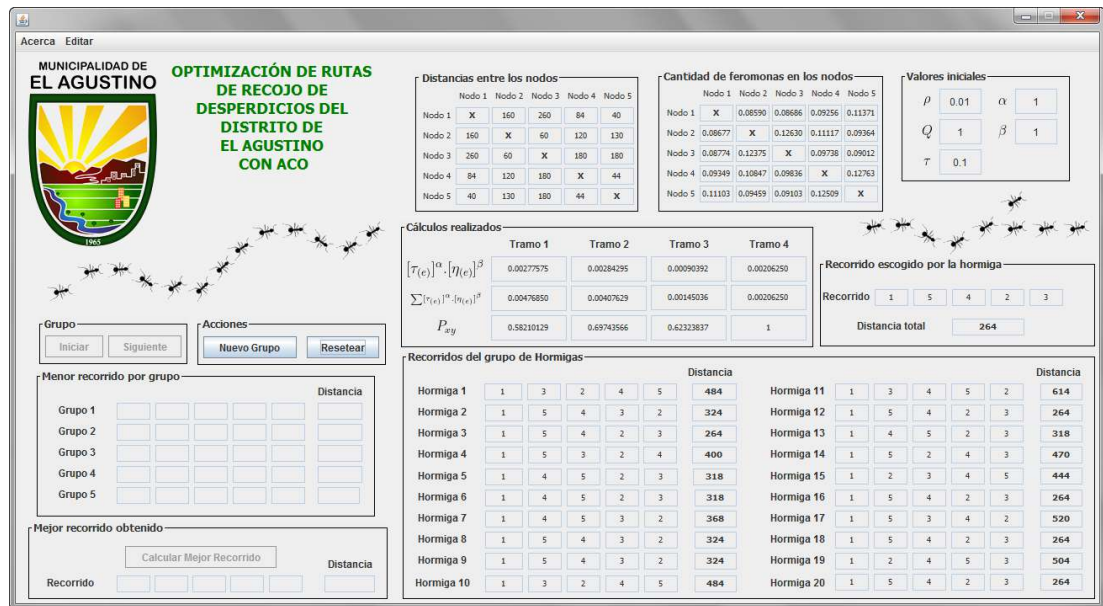 Acerca Editar
MUNICIPALIDAD DE
EL AGUSTINO
1965
OPTIMIZACIÓN DE RUTAS
DE RECOJO DE
DESPERDICIOS DEL
DISTRITO DE
EL AGUSTINO
CON ACO
Distancias entre los nodos
Nodo 1 Nodo 2 Nodo 3 Nodo 4 Nodo 5
Nodo 1 X 160 260 84 40
Nodo 2 160 X 60 120 130
Nodo 3 260 60 X 180 180
Nodo 4 84 120 180 X 44
Nodo 5 40 130 180 44 X
Cantidad de feromonas en los nodos
Nodo 1 Nodo 2 Nodo 3 Nodo 4 Nodo 5
Nodo 1 X 0.08590 0.08686 0.09256 0.11371
Nodo 2 0.08677 X 0.12630 0.11117 0.09364
Nodo 3 0.08774 0.12375 X 0.09738 0.09012
Nodo 4 0.09349 0.10847 0.09836 X 0.12763
Nodo 5 0.11103 0.09459 0.09103 0.12509 X
Valores iniciales
ρ 0.01 α 1
Q 1 β 1
τ 0.1
Cálculos realizados
Tramo 1 Tramo 2 Tramo 3 Tramo 4
[τ(e)]^α.[η(e)]^β 0.00277575 0.00284295 0.00090392 0.00206250
∑[τ(e)]^α.[η(e)]^β 0.00476850 0.00407629 0.00145036 0.00206250
Pxy 0.58210129 0.69743566 0.62323837 1
Recorrido escogido por la hormiga
Recorrido 1 5 4 2 3
Distancia total 264
Grupo
Iniciar Siguiente
Acciones
Nuevo Grupo Resetear
Menor recorrido por grupo
Distancia
Grupo 1
Grupo 2
Grupo 3
Grupo 4
Grupo 5
Mejor recorrido obtenido
Calcular Mejor Recorrido Distancia
Recorrido
Recorridos del grupo de Hormigas
Distancia Distancia
Hormiga 1 1 3 2 4 5 484 Hormiga 11 1 3 4 5 2 614
Hormiga 2 1 5 4 3 2 324 Hormiga 12 1 5 4 2 3 264
Hormiga 3 1 5 4 2 3 264 Hormiga 13 1 4 5 2 3 318
Hormiga 4 1 5 3 2 4 400 Hormiga 14 1 5 2 4 3 470
Hormiga 5 1 4 5 2 3 318 Hormiga 15 1 2 3 4 5 444
Hormiga 6 1 4 5 2 3 318 Hormiga 16 1 5 4 2 3 264
Hormiga 7 1 4 5 3 2 368 Hormiga 17 1 5 3 4 2 520
Hormiga 8 1 5 4 3 2 324 Hormiga 18 1 5 4 2 3 264
Hormiga 9 1 5 4 3 2 324 Hormiga 19 1 2 4 5 3 504
Hormiga 10 1 3 2 4 5 484 Hormiga 20 1 5 4 2 3 264